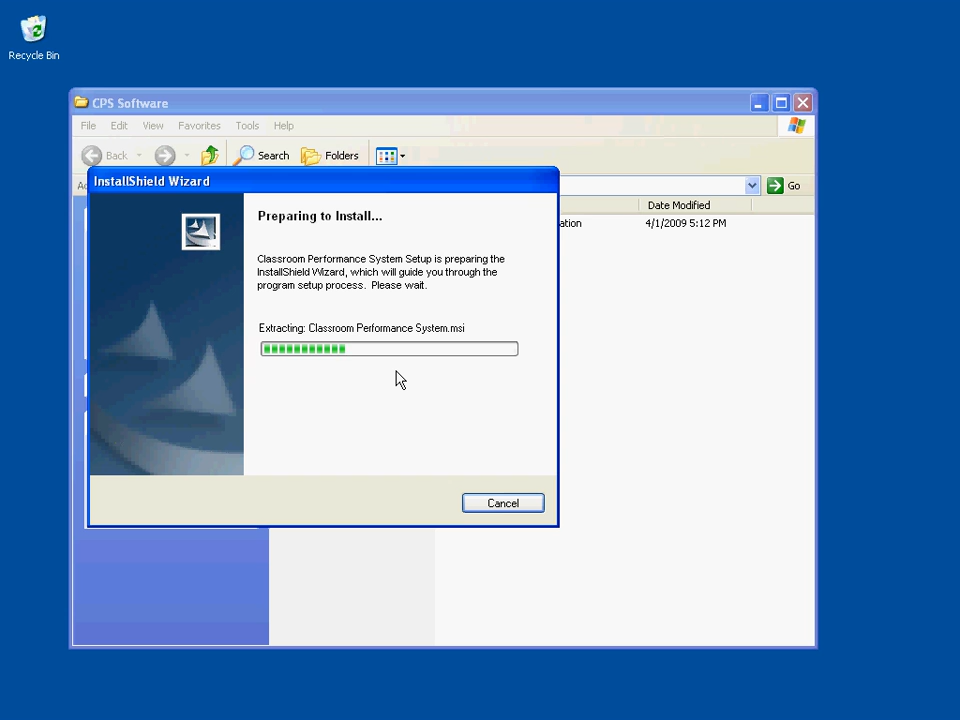 Recycle Bin
CPS Software
File Edit View Favorites Tools Help
Back Search Folders
Go
InstallShield Wizard
Date Modified
4/1/2009 5:12 PM
Preparing to Install...
Classroom Performance System Setup is preparing the
InstallShield Wizard, which will guide you through the
program setup process. Please wait.
Extracting: Classroom Performance System.msi
Cancel